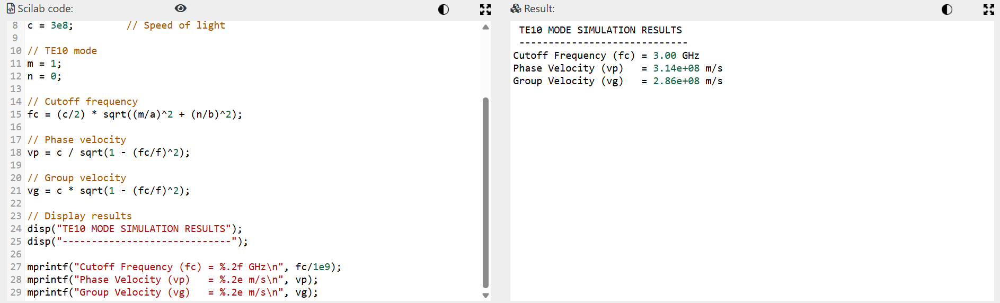 Scilab code:
8 c = 3e8;         // Speed of light
9
10 // TE10 mode
11 m = 1;
12 n = 0;
13
14 // Cutoff frequency
15 fc = (c/2) * sqrt((m/a)^2 + (n/b)^2);
16
17 // Phase velocity
18 vp = c / sqrt(1 - (fc/f)^2);
19
20 // Group velocity
21 vg = c * sqrt(1 - (fc/f)^2);
22
23 // Display results
24 disp("TE10 MODE SIMULATION RESULTS");
25 disp("-----------------------------");
26
27 mprintf("Cutoff Frequency (fc) = %.2f GHz\n", fc/1e9);
28 mprintf("Phase Velocity (vp)   = %.2e m/s\n", vp);
29 mprintf("Group Velocity (vg)   = %.2e m/s\n", vg);
Result:
TE10 MODE SIMULATION RESULTS
-----------------------------
Cutoff Frequency (fc) = 3.00 GHz
Phase Velocity (vp)   = 3.14e+08 m/s
Group Velocity (vg)   = 2.86e+08 m/s